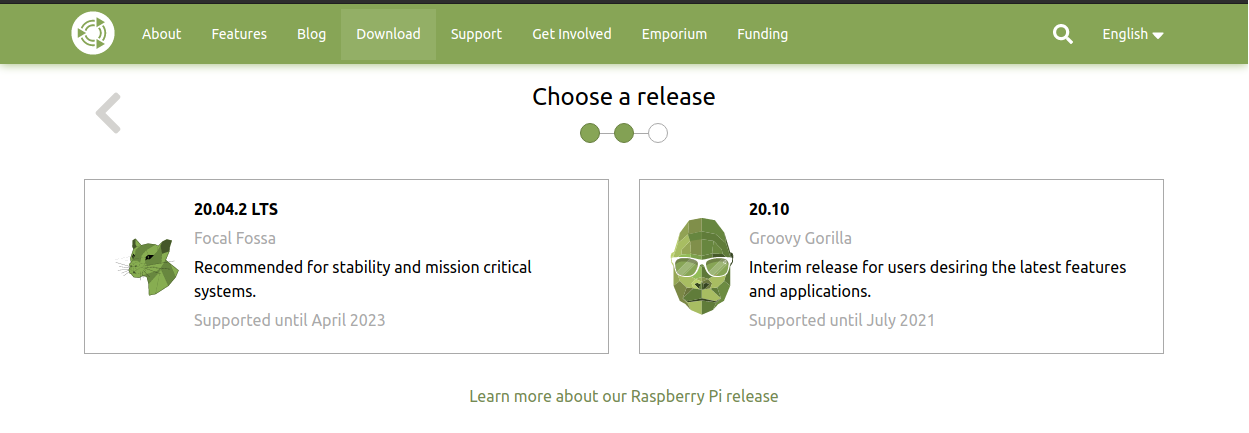 About Features Blog Download Support Get Involved Emporium Funding English
Choose a release
20.04.2 LTS
Focal Fossa
Recommended for stability and mission critical
systems.
Supported until April 2023
20.10
Groovy Gorilla
Interim release for users desiring the latest features
and applications.
Supported until July 2021
Learn more about our Raspberry Pi release